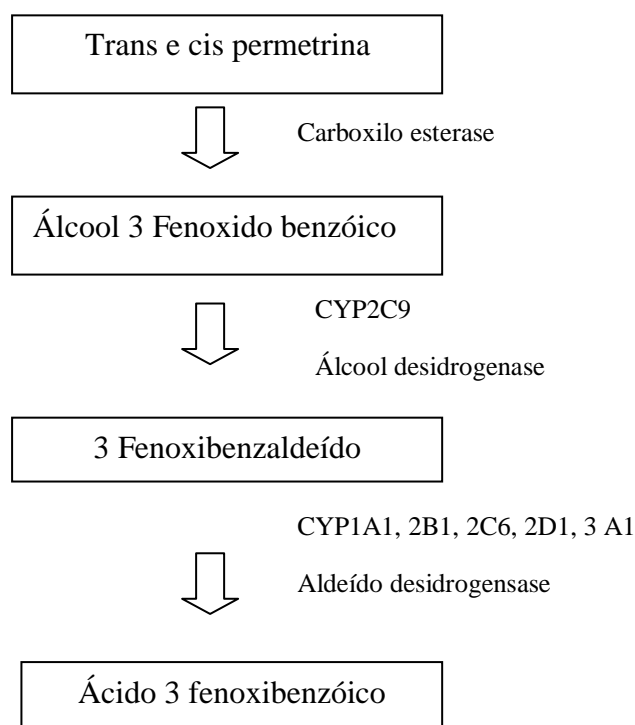 Trans e cis permetrina
Carboxilo esterase
Álcool 3 Fenoxido benzóico
CYP2C9
Álcool desidrogenase
3 Fenoxibenzaldeído
CYP1A1, 2B1, 2C6, 2D1, 3 A1
Aldeído desidrogensase
Ácido 3 fenoxibenzóico